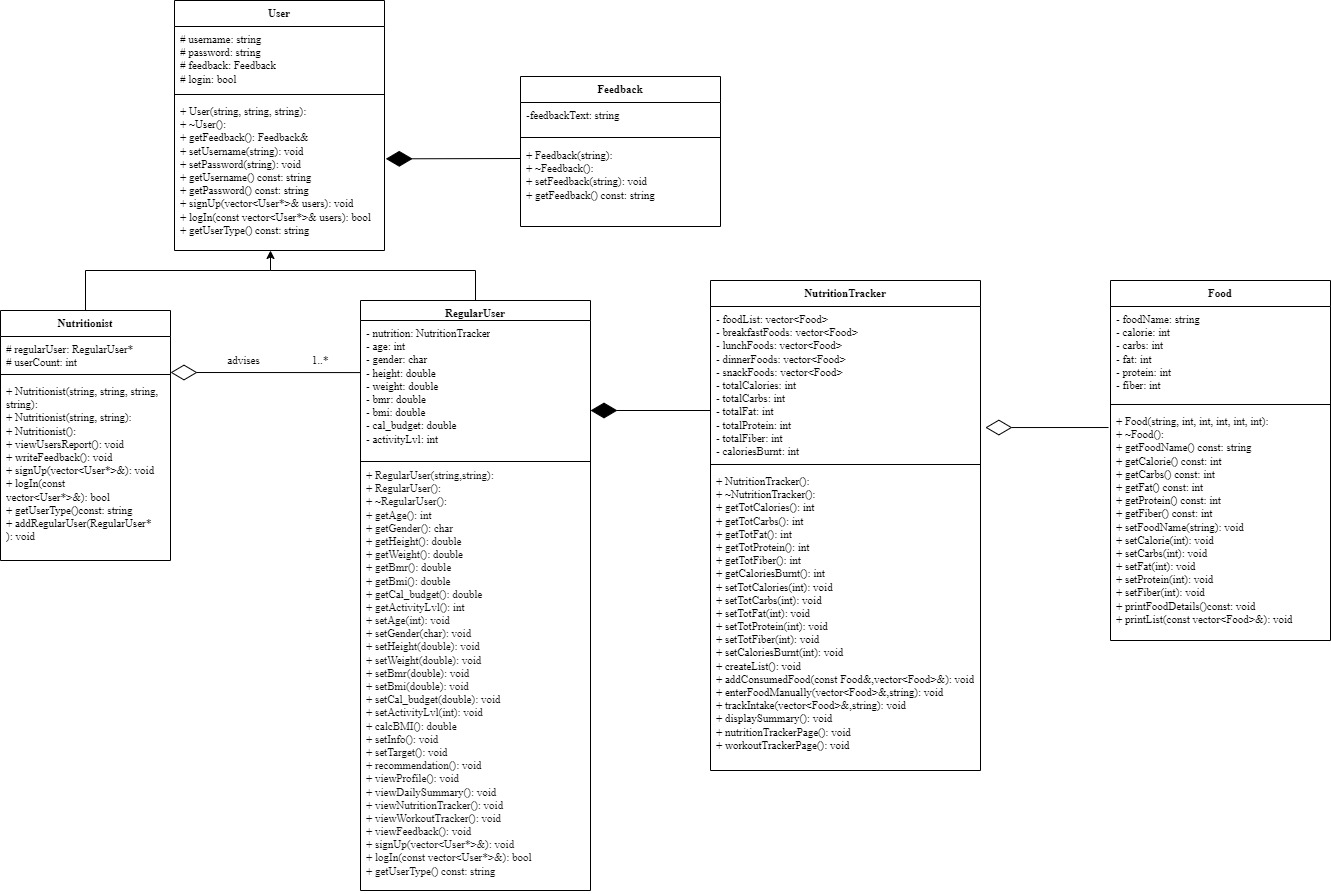 User
# username: string
# password: string
# feedback: Feedback
# login: bool
+ User(string, string, string):
+ ~User():
+ getFeedback(): Feedback&
+ setUsername(string): void
+ setPassword(string): void
+ getUsername() const: string
+ getPassword() const: string
+ signUp(vector<User*>& users): void
+ logIn(const vector<User*>& users): bool
+ getUserType() const: string
Feedback
-feedbackText: string
+ Feedback(string):
+ ~Feedback():
+ setFeedback(string): void
+ getFeedback() const: string
Nutritionist
# regularUser: RegularUser*
# userCount: int
+ Nutritionist(string, string, string,
string):
+ Nutritionist(string, string):
+ Nutritionist():
+ viewUsersReport(): void
+ writeFeedback(): void
+ signUp(vector<User*>&): void
+ logIn(const
vector<User*>&): bool
+ getUserType()const: string
+ addRegularUser(RegularUser*
): void
advises
1..*
RegularUser
- nutrition: NutritionTracker
- age: int
- gender: char
- height: double
- weight: double
- bmr: double
- bmi: double
- cal_budget: double
- activityLvl: int
+ RegularUser(string,string):
+ RegularUser():
+ ~RegularUser():
+ getAge(): int
+ getGender(): char
+ getHeight(): double
+ getWeight(): double
+ getBmr(): double
+ getBmi(): double
+ getCal_budget(): double
+ getActivityLvl(): int
+ setAge(int): void
+ setGender(char): void
+ setHeight(double): void
+ setWeight(double): void
+ setBmr(double): void
+ setBmi(double): void
+ setCal_budget(double): void
+ setActivityLvl(int): void
+ calcBMI(): double
+ setInfo(): void
+ setTarget(): void
+ recommendation(): void
+ viewProfile(): void
+ viewDailySummary(): void
+ viewNutritionTracker(): void
+ viewWorkoutTracker(): void
+ viewFeedback(): void
+ signUp(vector<User*>&): void
+ logIn(const vector<User*>&): bool
+ getUserType() const: string
NutritionTracker
- foodList: vector<Food>
- breakfastFoods: vector<Food>
- lunchFoods: vector<Food>
- dinnerFoods: vector<Food>
- snackFoods: vector<Food>
- totalCalories: int
- totalCarbs: int
- totalFat: int
- totalProtein: int
- totalFiber: int
- caloriesBurnt: int
+ NutritionTracker():
+ ~NutritionTracker():
+ getTotCalories(): int
+ getTotCarbs(): int
+ getTotFat(): int
+ getTotProtein(): int
+ getTotFiber(): int
+ getCaloriesBurnt(): int
+ setTotCalories(int): void
+ setTotCarbs(int): void
+ setTotFat(int): void
+ setTotProtein(int): void
+ setTotFiber(int): void
+ setCaloriesBurnt(int): void
+ createList(): void
+ addConsumedFood(const Food&,vector<Food>&): void
+ enterFoodManually(vector<Food>&,string): void
+ trackIntake(vector<Food>&,string): void
+ displaySummary(): void
+ nutritionTrackerPage(): void
+ workoutTrackerPage(): void
Food
- foodName: string
- calorie: int
- carbs: int
- fat: int
- protein: int
- fiber: int
+ Food(string, int, int, int, int, int):
+ ~Food():
+ getFoodName() const: string
+ getCalorie() const: int
+ getCarbs() const: int
+ getFat() const: int
+ getProtein() const: int
+ getFiber() const: int
+ setFoodName(string): void
+ setCalorie(int): void
+ setCarbs(int): void
+ setFat(int): void
+ setProtein(int): void
+ setFiber(int): void
+ printFoodDetails()const: void
+ printList(const vector<Food>&): void